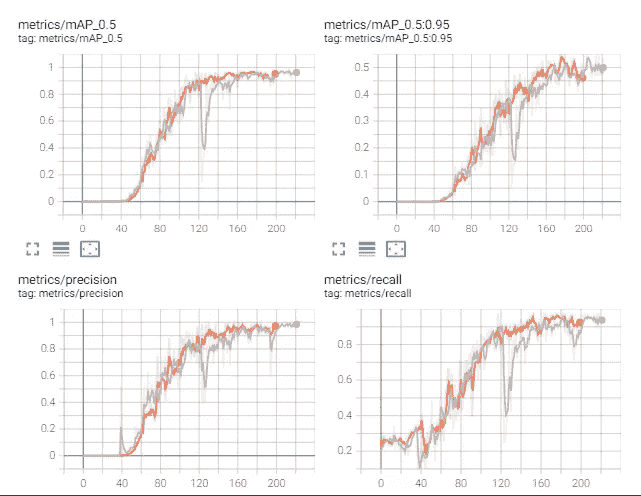 metrics/mAP_0.5
tag: metrics/mAP_0.5
1
0.8
0.6
0.4
0.2
0
0 40 80 120 160 200
metrics/mAP_0.5:0.95
tag: metrics/mAP_0.5:0.95
0.5
0.4
0.3
0.2
0.1
0
0 40 80 120 160 200
metrics/precision
tag: metrics/precision
1
0.8
0.6
0.4
0.2
0
0 40 80 120 160 200
metrics/recall
tag: metrics/recall
0.8
0.6
0.4
0.2
0 40 80 120 160 200